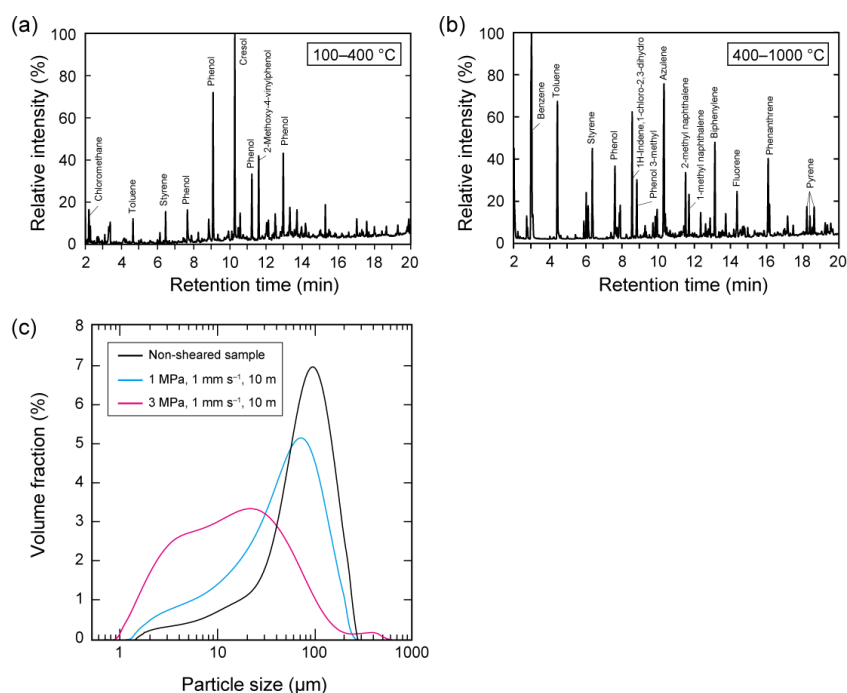 (a)
100–400 °C
Relative intensity (%)
100
80
60
40
20
0
Chloromethane
Toluene
Styrene
Phenol
Phenol
Cresol
Phenol
2-Methoxy-4-vinylphenol
Phenol
2 4 6 8 10 12 14 16 18 20
Retention time (min)
(b)
400–1000 °C
Relative intensity (%)
100
80
60
40
20
0
Benzene
Toluene
Styrene
Phenol
1H-Indene,1-chloro-2,3-dihydro
Phenol 3-methyl
Azulene
2-methyl naphthalene
1-methyl naphthalene
Biphenylene
Fluorene
Phenanthrene
Pyrene
2 4 6 8 10 12 14 16 18 20
Retention time (min)
(c)
Volume fraction (%)
8
7
6
5
4
3
2
1
0
Non-sheared sample
1 MPa, 1 mm s⁻¹, 10 m
3 MPa, 1 mm s⁻¹, 10 m
1 10 100 1000
Particle size (μm)